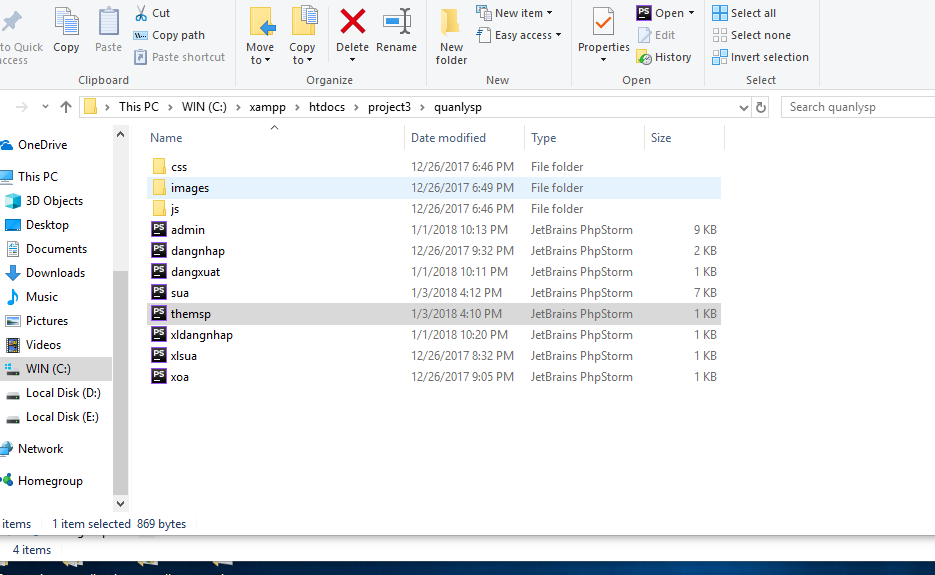 Cut
Copy path
Paste shortcut
to Quick
access
Copy
Paste
Clipboard
Move
to
Copy
to
Delete
Rename
Organize
New
folder
New item
Easy access
New
Properties
Open
Edit
History
Open
Select all
Select none
Invert selection
Select
This PC > WIN (C:) > xampp > htdocs > project3 > quanlysp
Search quanlysp
OneDrive
This PC
3D Objects
Desktop
Documents
Downloads
Music
Pictures
Videos
WIN (C:)
Local Disk (D:)
Local Disk (E:)
Network
Homegroup
Name Date modified Type Size
css 12/26/2017 6:46 PM File folder
images 12/26/2017 6:49 PM File folder
js 12/26/2017 6:46 PM File folder
PS admin 1/1/2018 10:13 PM JetBrains PhpStorm 9 KB
PS dangnhap 12/26/2017 9:32 PM JetBrains PhpStorm 2 KB
PS dangxuat 1/1/2018 10:11 PM JetBrains PhpStorm 1 KB
PS sua 1/3/2018 4:12 PM JetBrains PhpStorm 7 KB
PS themsp 1/3/2018 4:10 PM JetBrains PhpStorm 1 KB
PS xldangnhap 1/1/2018 10:20 PM JetBrains PhpStorm 1 KB
PS xlsua 12/26/2017 8:32 PM JetBrains PhpStorm 1 KB
PS xoa 12/26/2017 9:05 PM JetBrains PhpStorm 1 KB
items 1 item selected 869 bytes
4 items